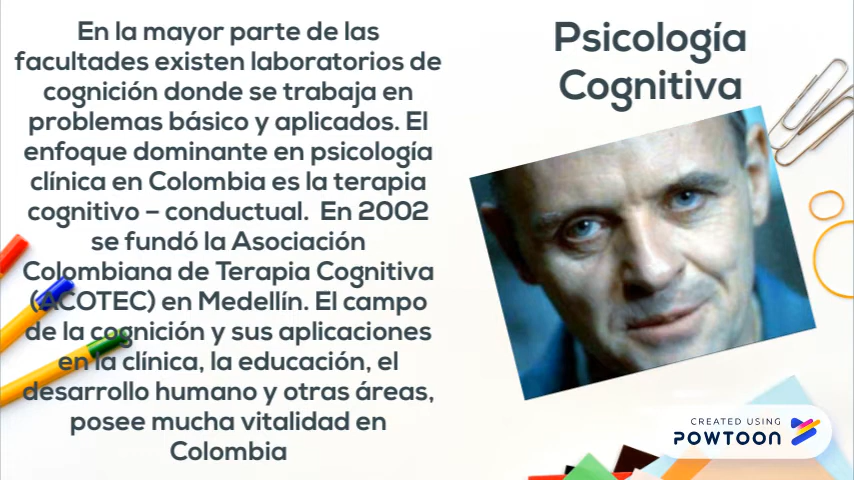 En la mayor parte de las
facultades existen laboratorios de
cognición donde se trabaja en
problemas básico y aplicados. El
enfoque dominante en psicología
clínica en Colombia es la terapia
cognitivo – conductual. En 2002
se fundó la Asociación
Colombiana de Terapia Cognitiva
(ACOTEC) en Medellín. El campo
de la cognición y sus aplicaciones
en la clínica, la educación, el
desarrollo humano y otras áreas,
posee mucha vitalidad en
Colombia
Psicología
Cognitiva
CREATED USING
POWTOON